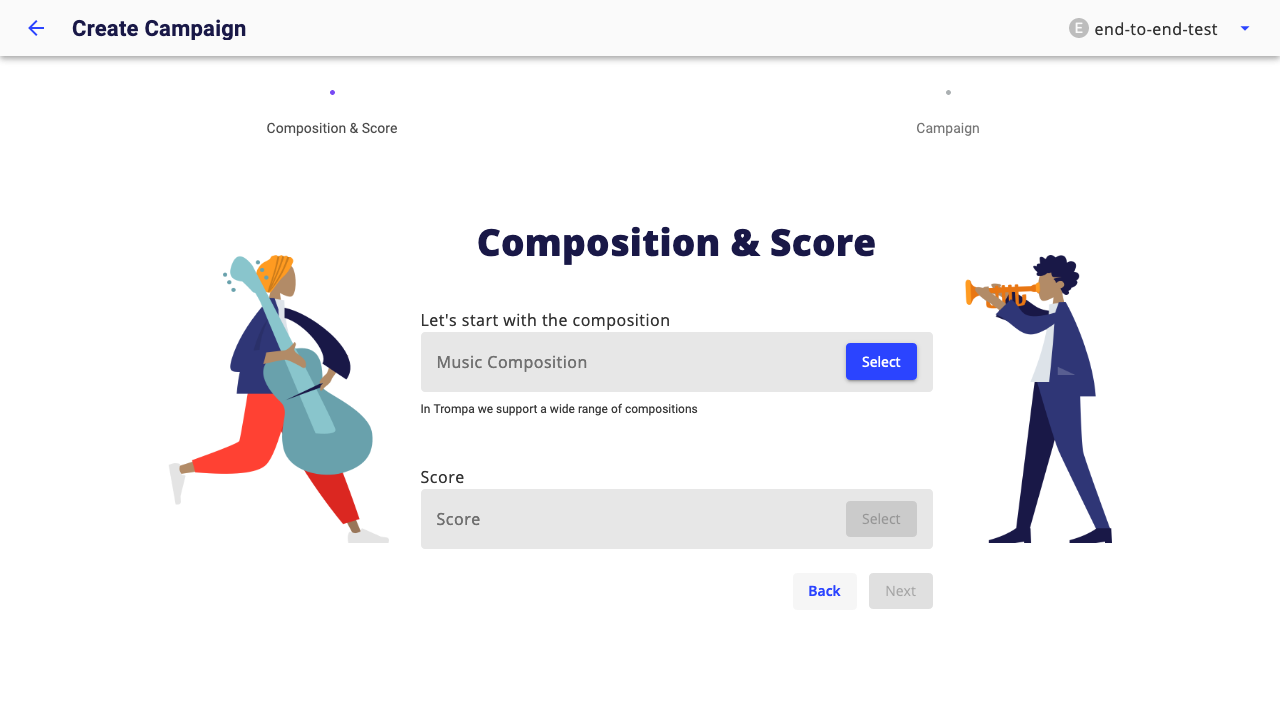 Create Campaign
E end-to-end-test
Composition & Score
Campaign
Composition & Score
Let's start with the composition
Music Composition
Select
In Trompa we support a wide range of compositions
Score
Score
Select
Back
Next